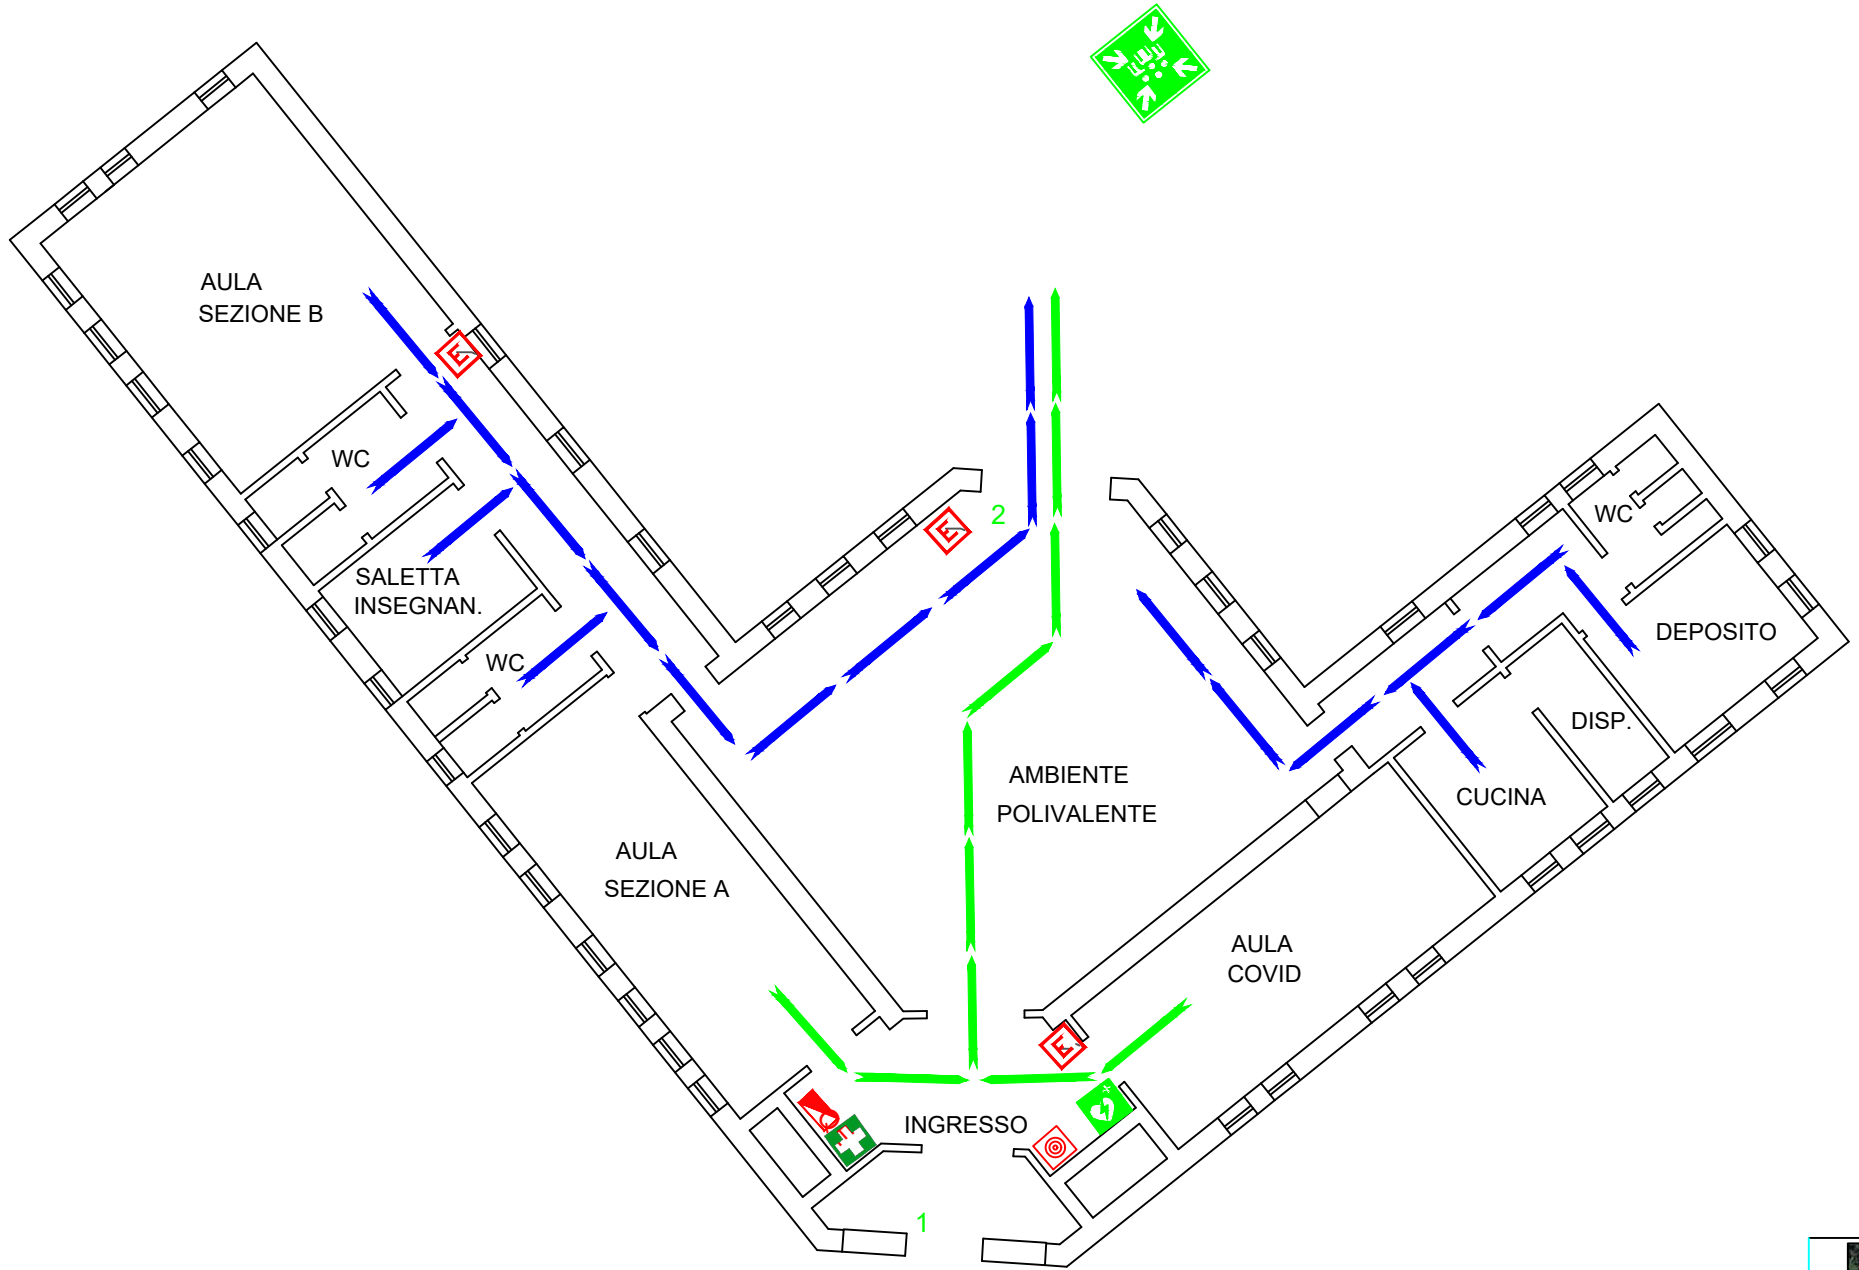 AULA
SEZIONE B
WC
SALETTA
INSEGNAN.
WC
2
WC
DEPOSITO
DISP.
CUCINA
AMBIENTE
POLIVALENTE
AULA
SEZIONE A
AULA
COVID
INGRESSO
1
E
E
E